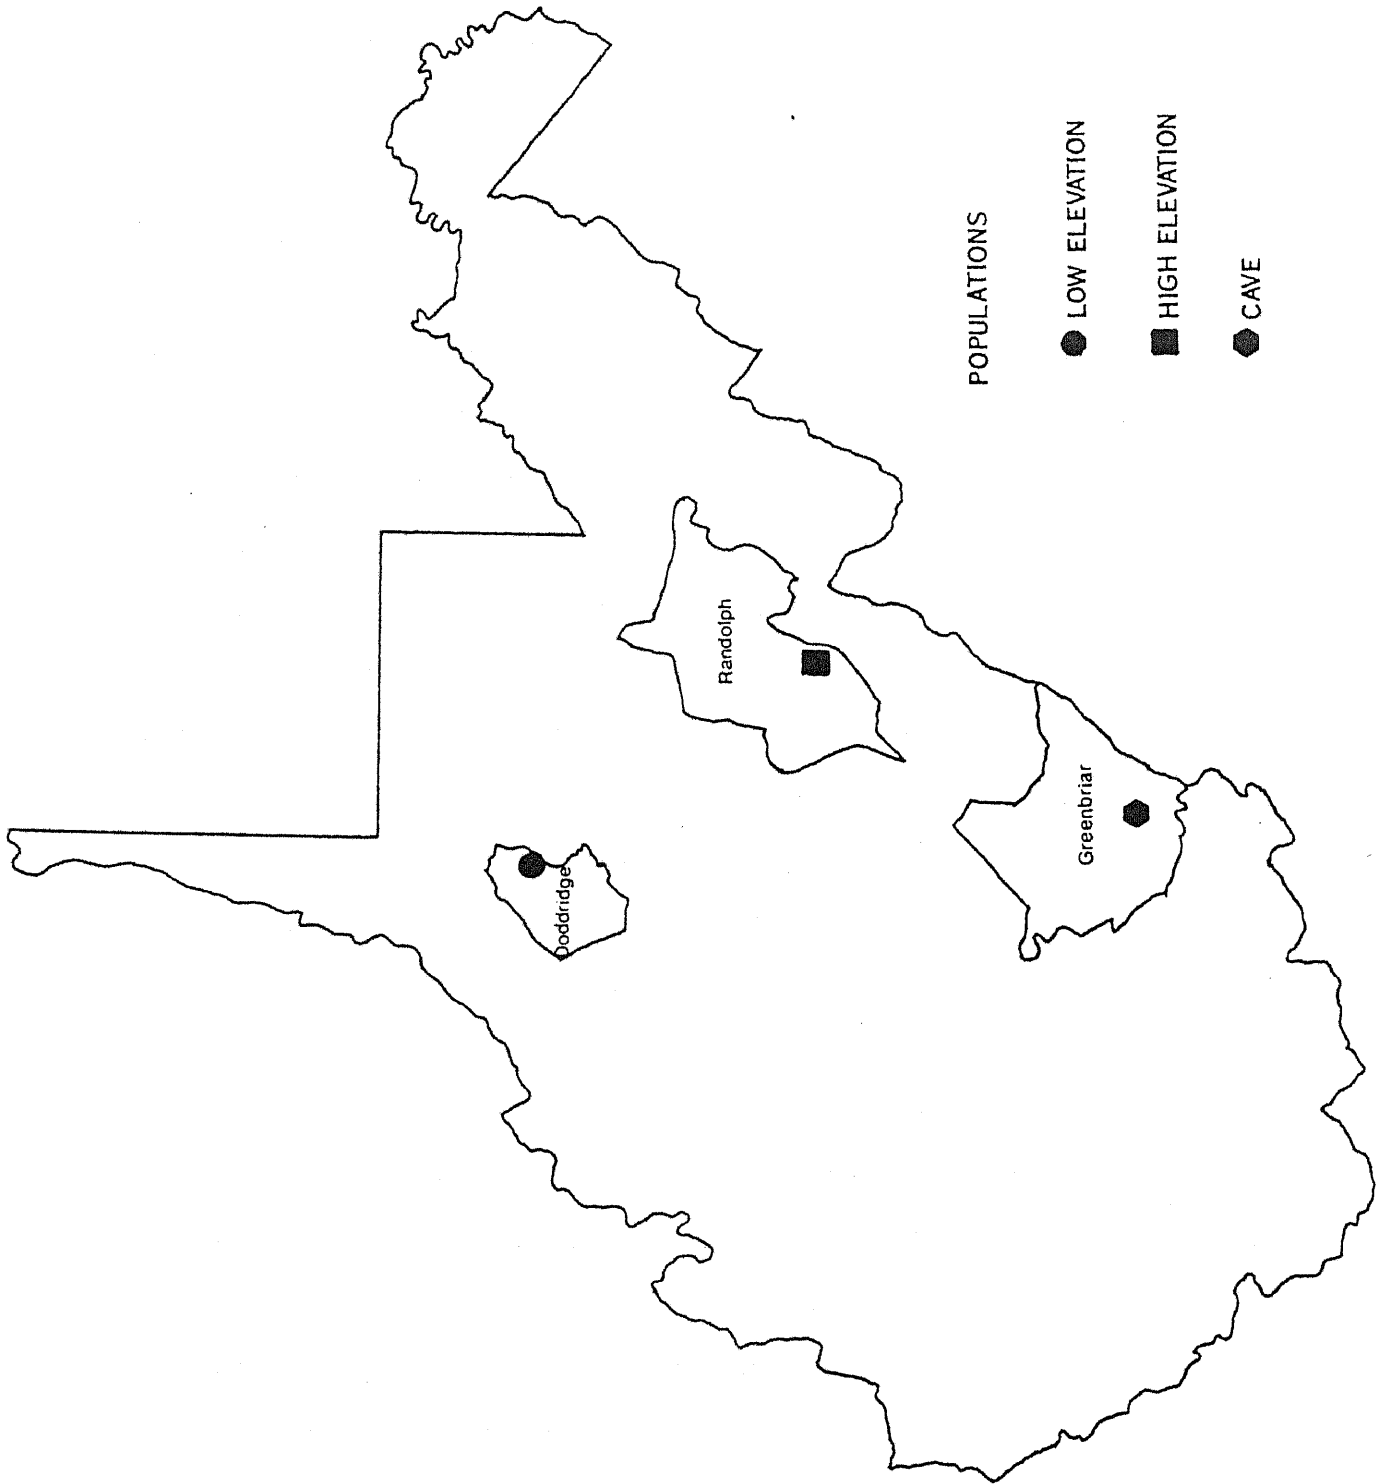 Doddridge
Randolph
Greenbriar
POPULATIONS
LOW ELEVATION
HIGH ELEVATION
CAVE